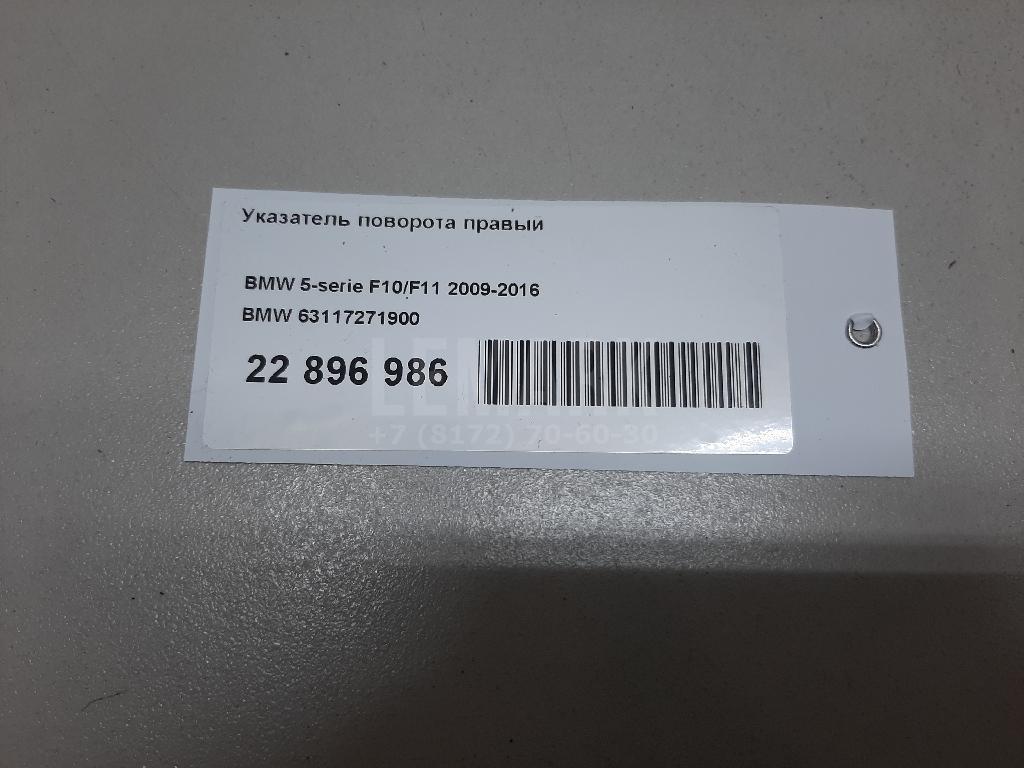 Указатель поворота правый
BMW 5-serie F10/F11 2009-2016
BMW 63117271900
22 896 986
+7 (8172) 70-60-30